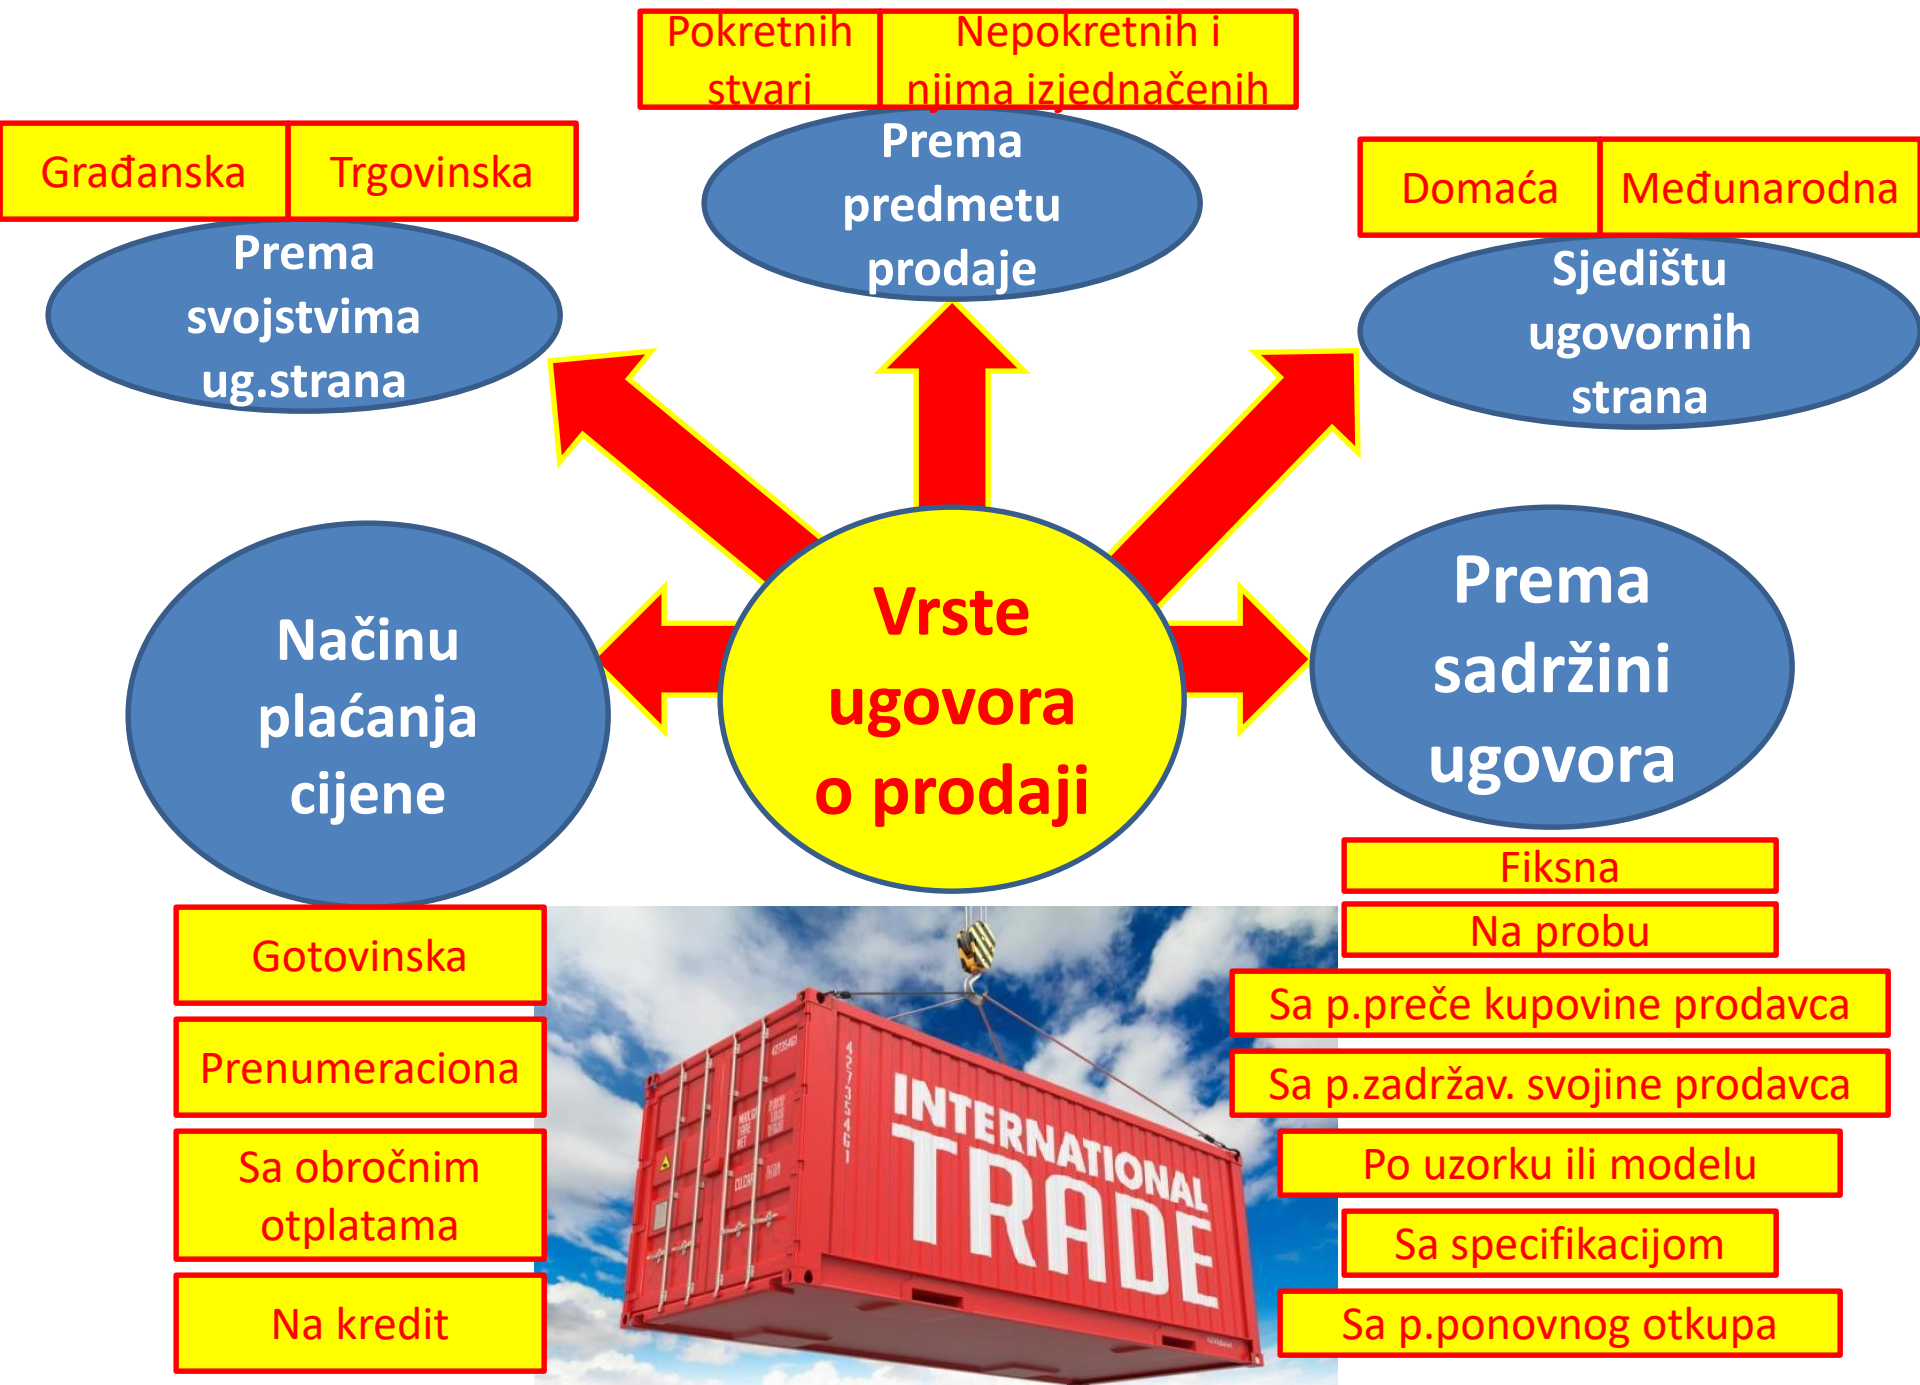 Pokretnih
stvari
Nepokretnih i
njima izjednačenih
Prema
predmetu
prodaje
Građanska
Trgovinska
Prema
svojstvima
ug.strana
Domaća
Međunarodna
Sjedištu
ugovornih
strana
Vrste
ugovora
o prodaji
Načinu
plaćanja
cijene
Gotovinska
Prenumeraciona
Sa obročnim
otplatama
Na kredit
Prema
sadržini
ugovora
Fiksna
Na probu
Sa p.preče kupovine prodavca
Sa p.zadržav. svojine prodavca
Po uzorku ili modelu
Sa specifikacijom
Sa p.ponovnog otkupa
INTERNATIONAL
TRADE